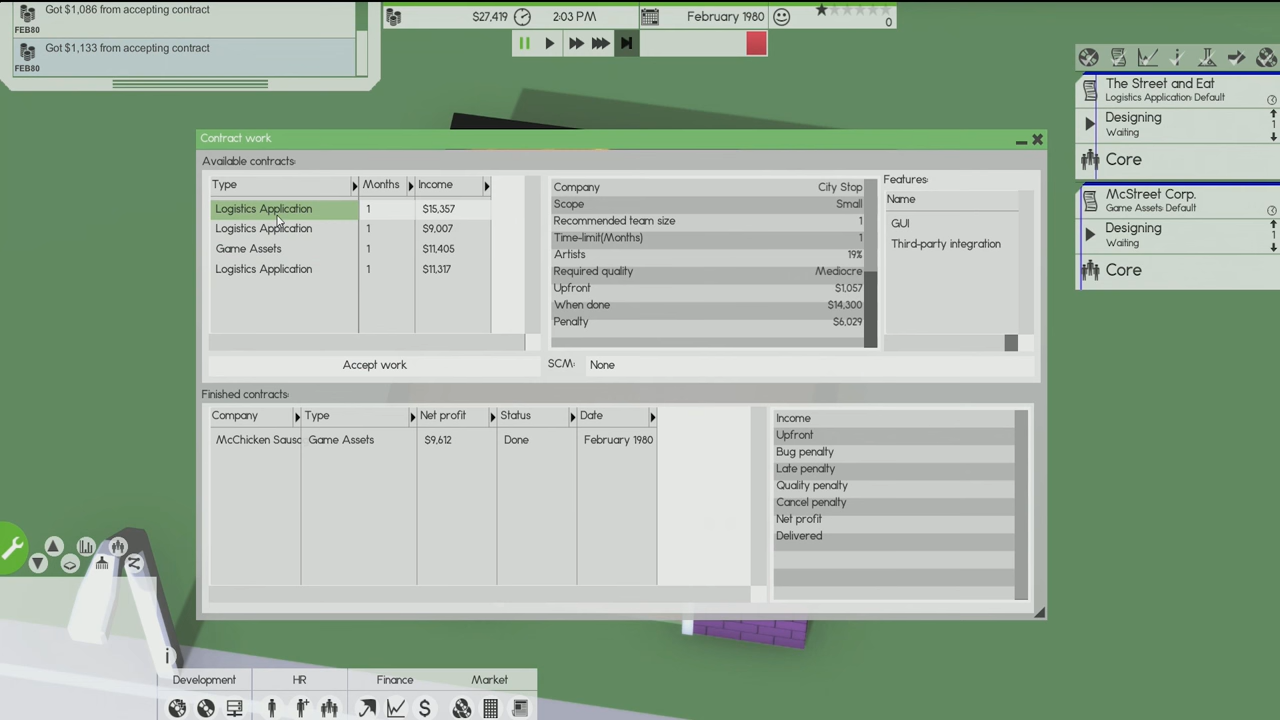 Got $1,086 from accepting contract
FEB80
Got $1,133 from accepting contract
FEB80
$27,419
2:03 PM
February 1980
0
The Street and Eat
Logistics Application Default
Designing
Waiting
1
Core
McStreet Corp.
Game Assets Default
Designing
Waiting
1
Core
Contract work
Available contracts:
Type Months Income
Logistics Application 1 $15,357
Logistics Application 1 $9,007
Game Assets 1 $11,405
Logistics Application 1 $11,317
Company City Stop
Scope Small
Recommended team size 1
Time-limit(Months) 1
Artists 19%
Required quality Mediocre
Upfront $1,057
When done $14,300
Penalty $6,029
Features:
Name
GUI
Third-party integration
Accept work
SCM: None
Finished contracts:
Company Type Net profit Status Date
McChicken Sausc Game Assets $9,612 Done February 1980
Income
Upfront
Bug penalty
Late penalty
Quality penalty
Cancel penalty
Net profit
Delivered
Development HR Finance Market